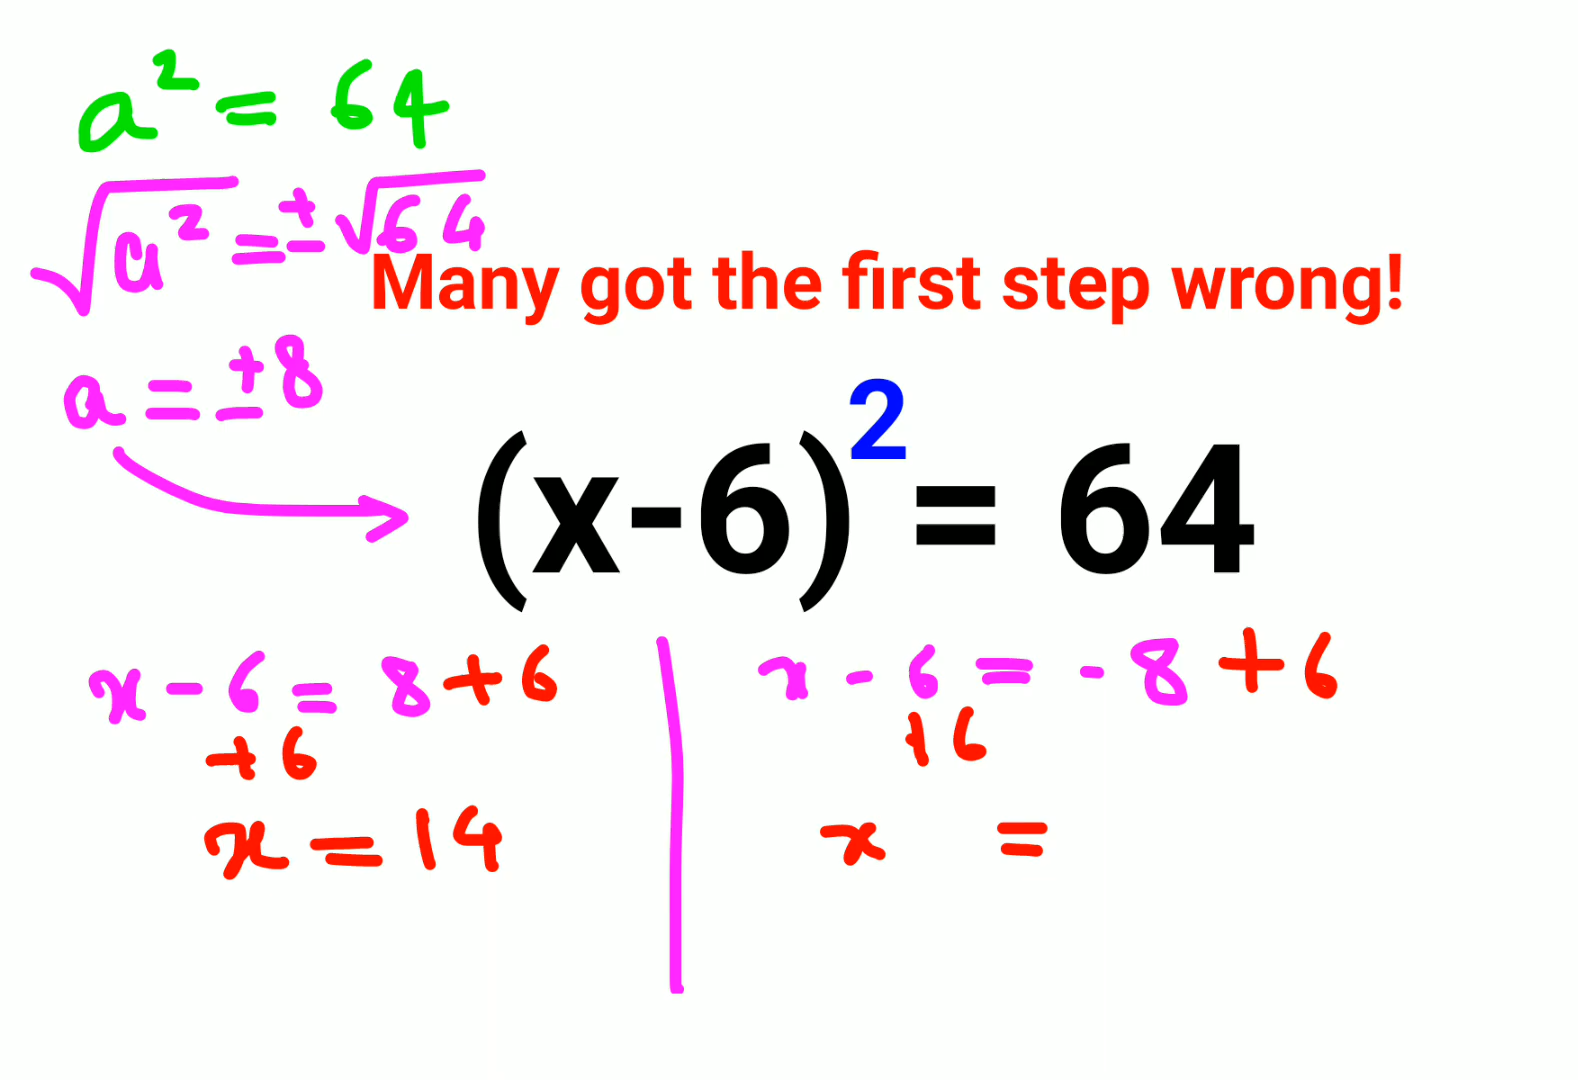 a² = 64
√a² = ±√64
Many got the first step wrong!
a = ±8
(x-6)² = 64
x - 6 = 8 + 6
+ 6
x = 14
x - 6 = -8 + 6
+6
x =